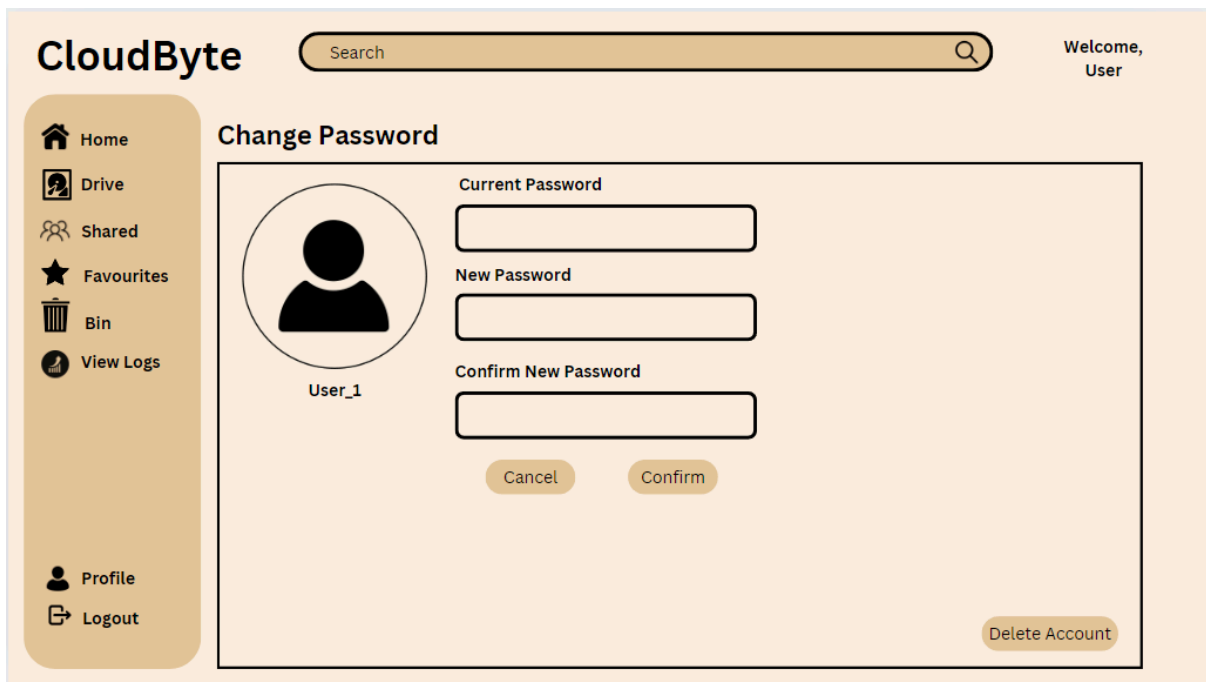 CloudByte
Search
Welcome,
User
Home
Drive
Shared
Favourites
Bin
View Logs
Profile
Logout
Change Password
User_1
Current Password
New Password
Confirm New Password
Cancel
Confirm
Delete Account